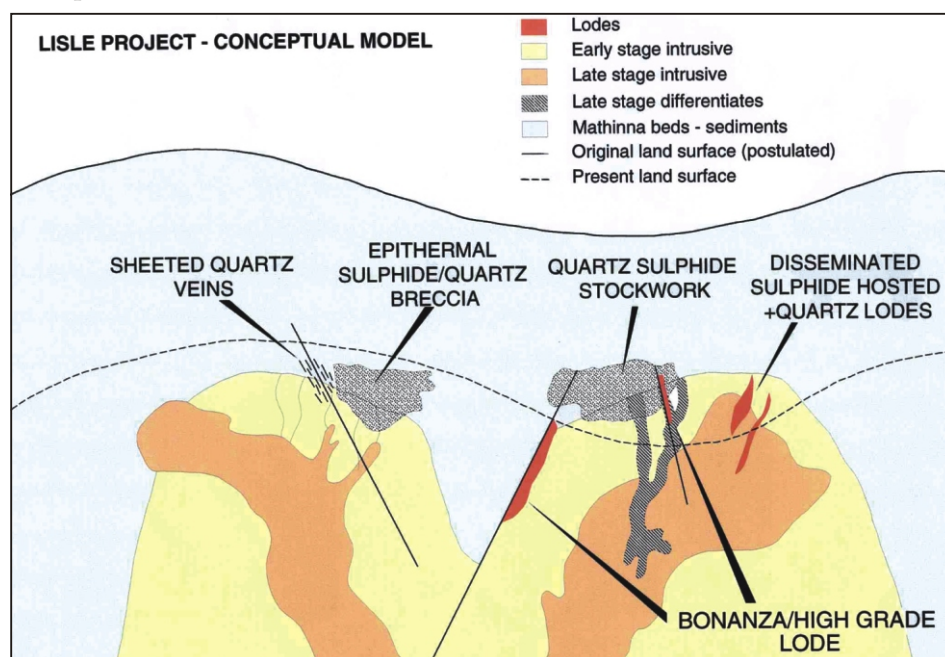 LISLE PROJECT - CONCEPTUAL MODEL
Lodes
Early stage intrusive
Late stage intrusive
Late stage differentiates
Mathinna beds - sediments
Original land surface (postulated)
Present land surface
SHEETED QUARTZ
VEINS
EPITHERMAL
SULPHIDE/QUARTZ
BRECCIA
QUARTZ SULPHIDE
STOCKWORK
DISSEMINATED
SULPHIDE HOSTED
+QUARTZ LODES
BONANZA/HIGH GRADE
LODE